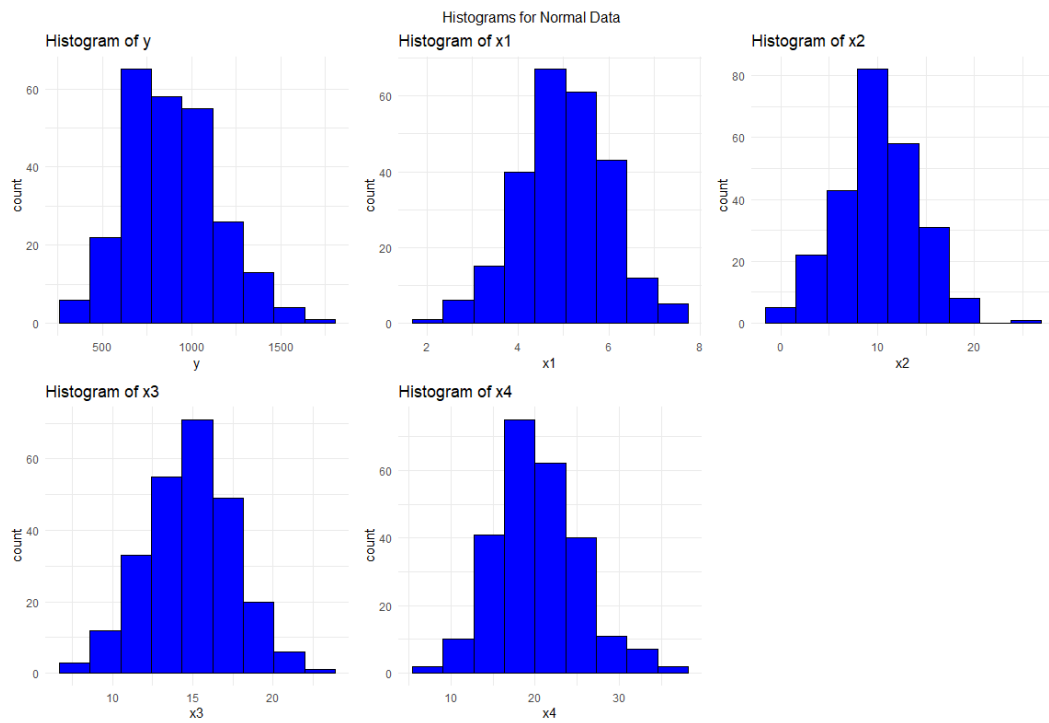 Histograms for Normal Data
Histogram of y
60
40
20
0
count
500 1000 1500
y
Histogram of x1
60
40
20
0
count
2 4 6 8
x1
Histogram of x2
80
60
40
20
0
count
0 10 20
x2
Histogram of x3
60
40
20
0
count
10 15 20
x3
Histogram of x4
60
40
20
0
count
10 20 30
x4